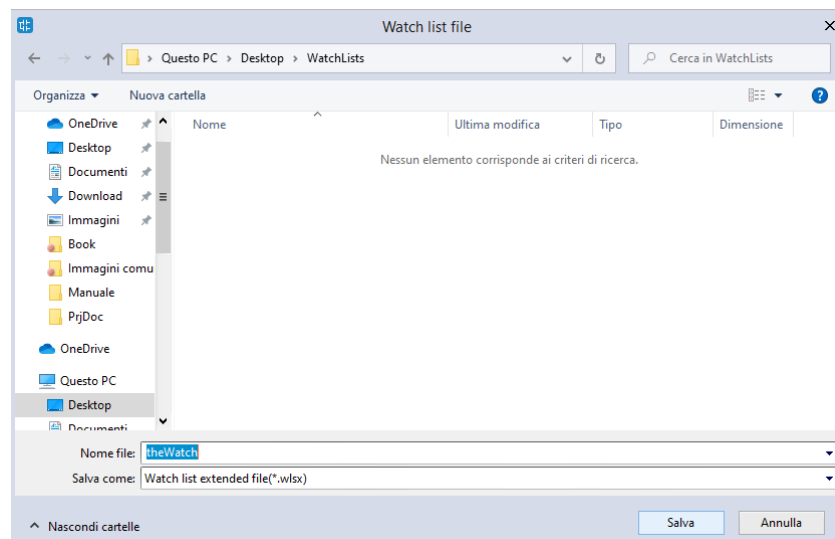 Watch list file
Questo PC > Desktop > WatchLists
Cerca in WatchLists
Organizza
Nuova cartella
Nome
Ultima modifica
Tipo
Dimensione
Nessun elemento corrisponde ai criteri di ricerca.
OneDrive
Desktop
Documenti
Download
Immagini
Book
Immagini comu
Manuale
PrjDoc
OneDrive
Questo PC
Desktop
Documenti
Nome file: theWatch
Salva come: Watch list extended file(*.wlsx)
Nascondi cartelle
Salva
Annulla